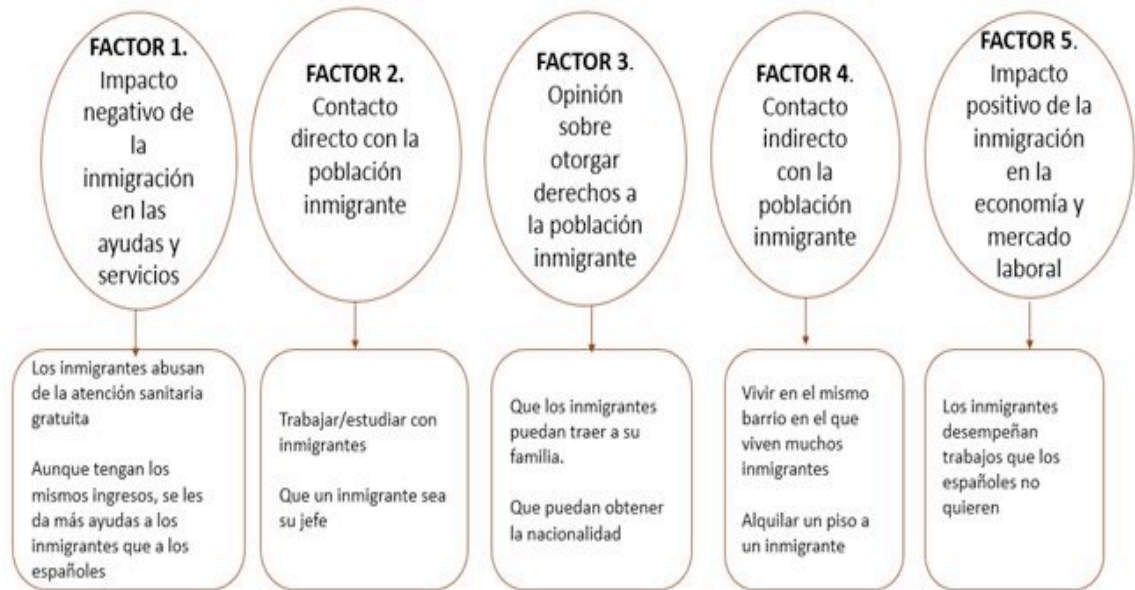 FACTOR 1.
Impacto
negativo de
la
inmigración
en las
ayudas y
servicios
FACTOR 2.
Contacto
directo con la
población
inmigrante
FACTOR 3.
Opinión
sobre
otorgar
derechos a
la población
inmigrante
FACTOR 4.
Contacto
indirecto
con la
población
inmigrante
FACTOR 5.
Impacto
positivo de la
inmigración
en la
economía y
mercado
laboral
Los inmigrantes abusan
de la atención sanitaria
gratuita
Aunque tengan los
mismos ingresos, se les
da más ayudas a los
inmigrantes que a los
españoles
Trabajar/estudiar con
inmigrantes
Que un inmigrante sea
su jefe
Que los inmigrantes
puedan traer a su
familia.
Que puedan obtener
la nacionalidad
Vivir en el mismo
barrio en el que
viven muchos
inmigrantes
Alquilar un piso a
un inmigrante
Los inmigrantes
desempeñan
trabajos que los
españoles no
quieren